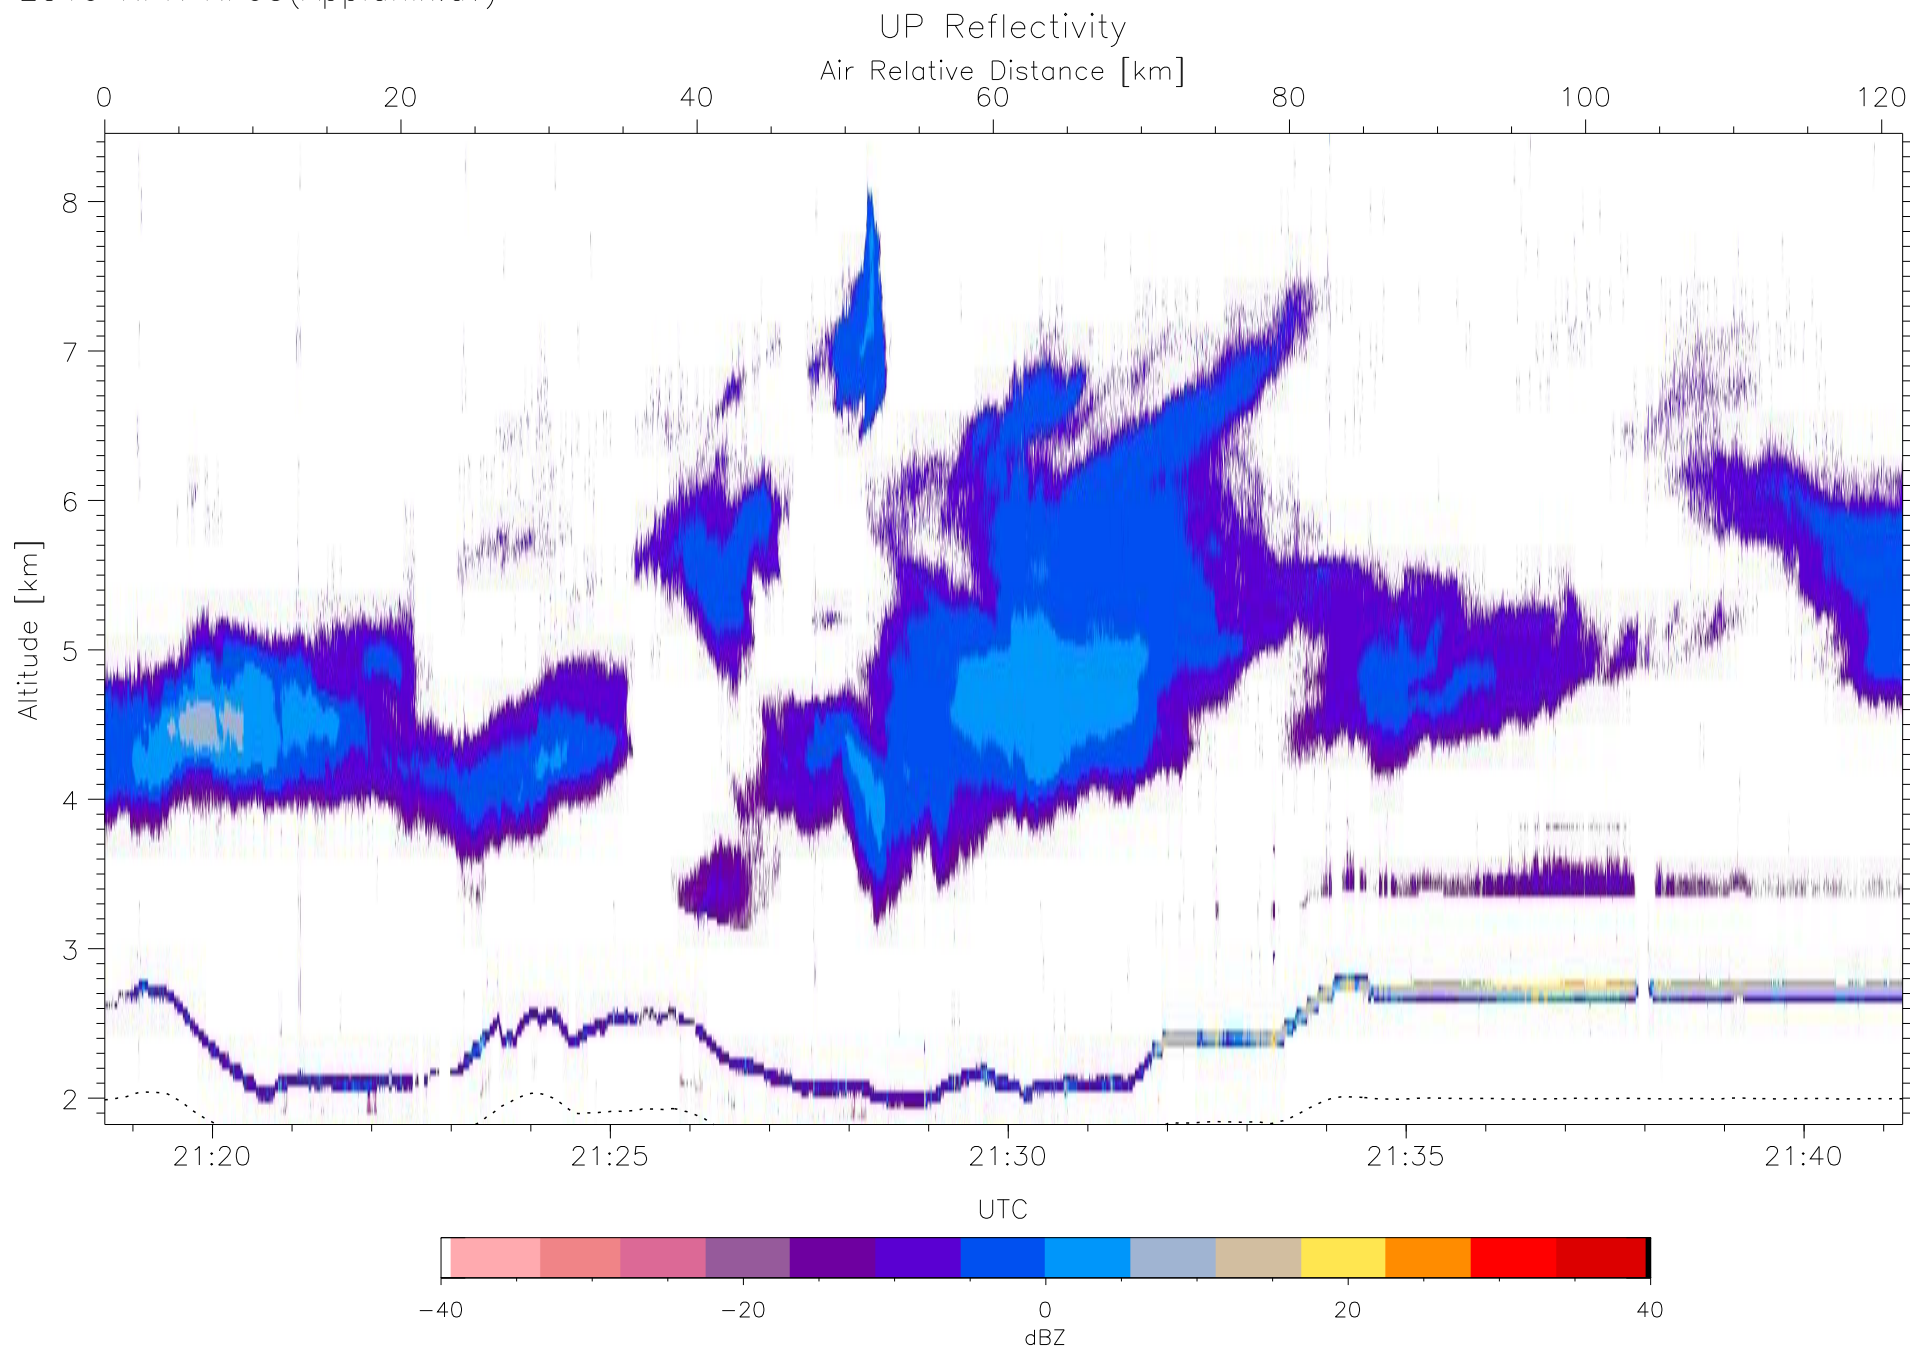 UP Reflectivity
Air Relative Distance [km]
0 20 40 60 80 100 120
8
7
6
5
4
3
2
Altitude [km]
21:20 21:25 21:30 21:35 21:40
UTC
−40 −20 0 20 40
dBZ